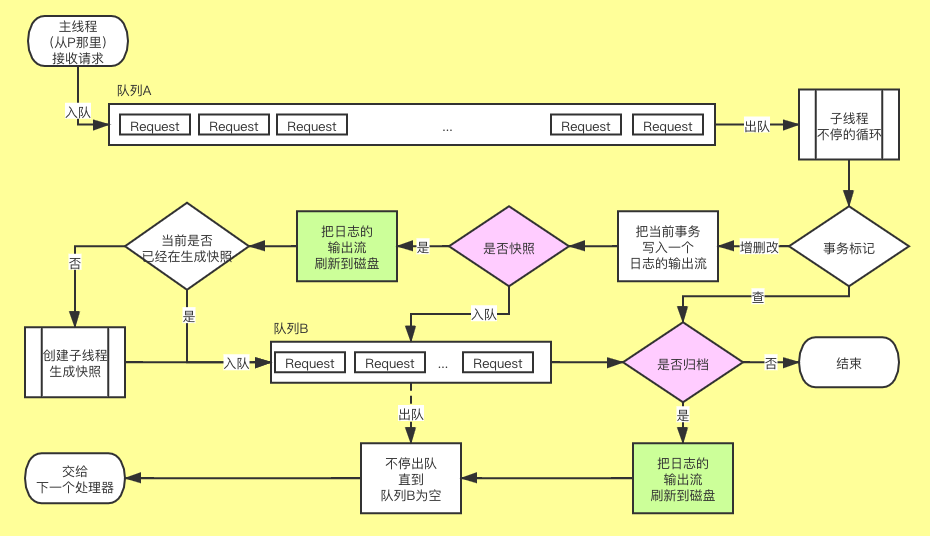 主线程
(从P那里)
接收请求
队列A
入队
Request
Request
Request
...
Request
Request
出队
子线程
不停的循环
当前是否
已经在生成快照
把日志的
输出流
刷新到磁盘
是
是否快照
把当前事务
写入一个
日志的输出流
增删改
事务标记
否
是
入队
查
队列B
创建子线程
生成快照
入队
Request
Request
...
Request
是否归档
否
结束
出队
是
交给
下一个处理器
不停出队
直到
队列B为空
把日志的
输出流
刷新到磁盘